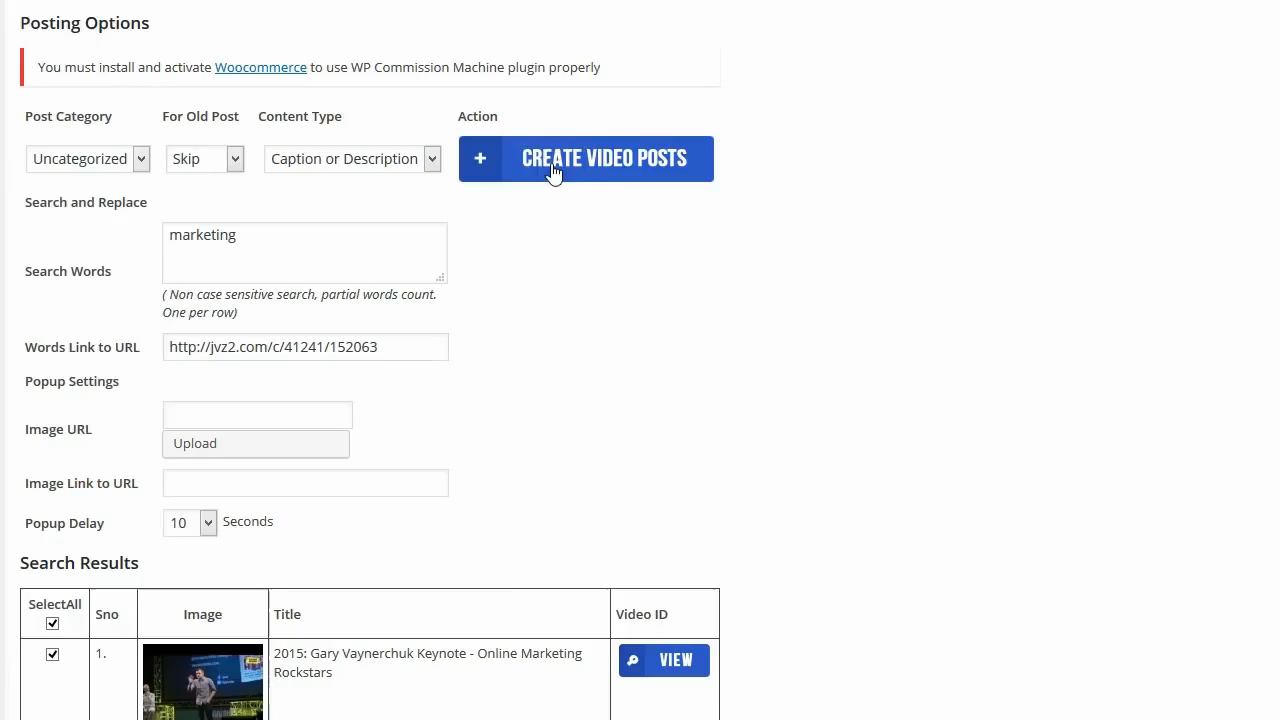 Posting Options
You must install and activate Woocommerce to use WP Commission Machine plugin properly
Post Category For Old Post Content Type Action
Uncategorized Skip Caption or Description + CREATE VIDEO POSTS
Search and Replace
marketing
Search Words
( Non case sensitive search, partial words count.
One per row)
Words Link to URL http://jvz2.com/c/41241/152063
Popup Settings
Image URL
Upload
Image Link to URL
Popup Delay 10 Seconds
Search Results
SelectAll Sno Image Title Video ID
1. 2015: Gary Vaynerchuk Keynote - Online Marketing
Rockstars
VIEW